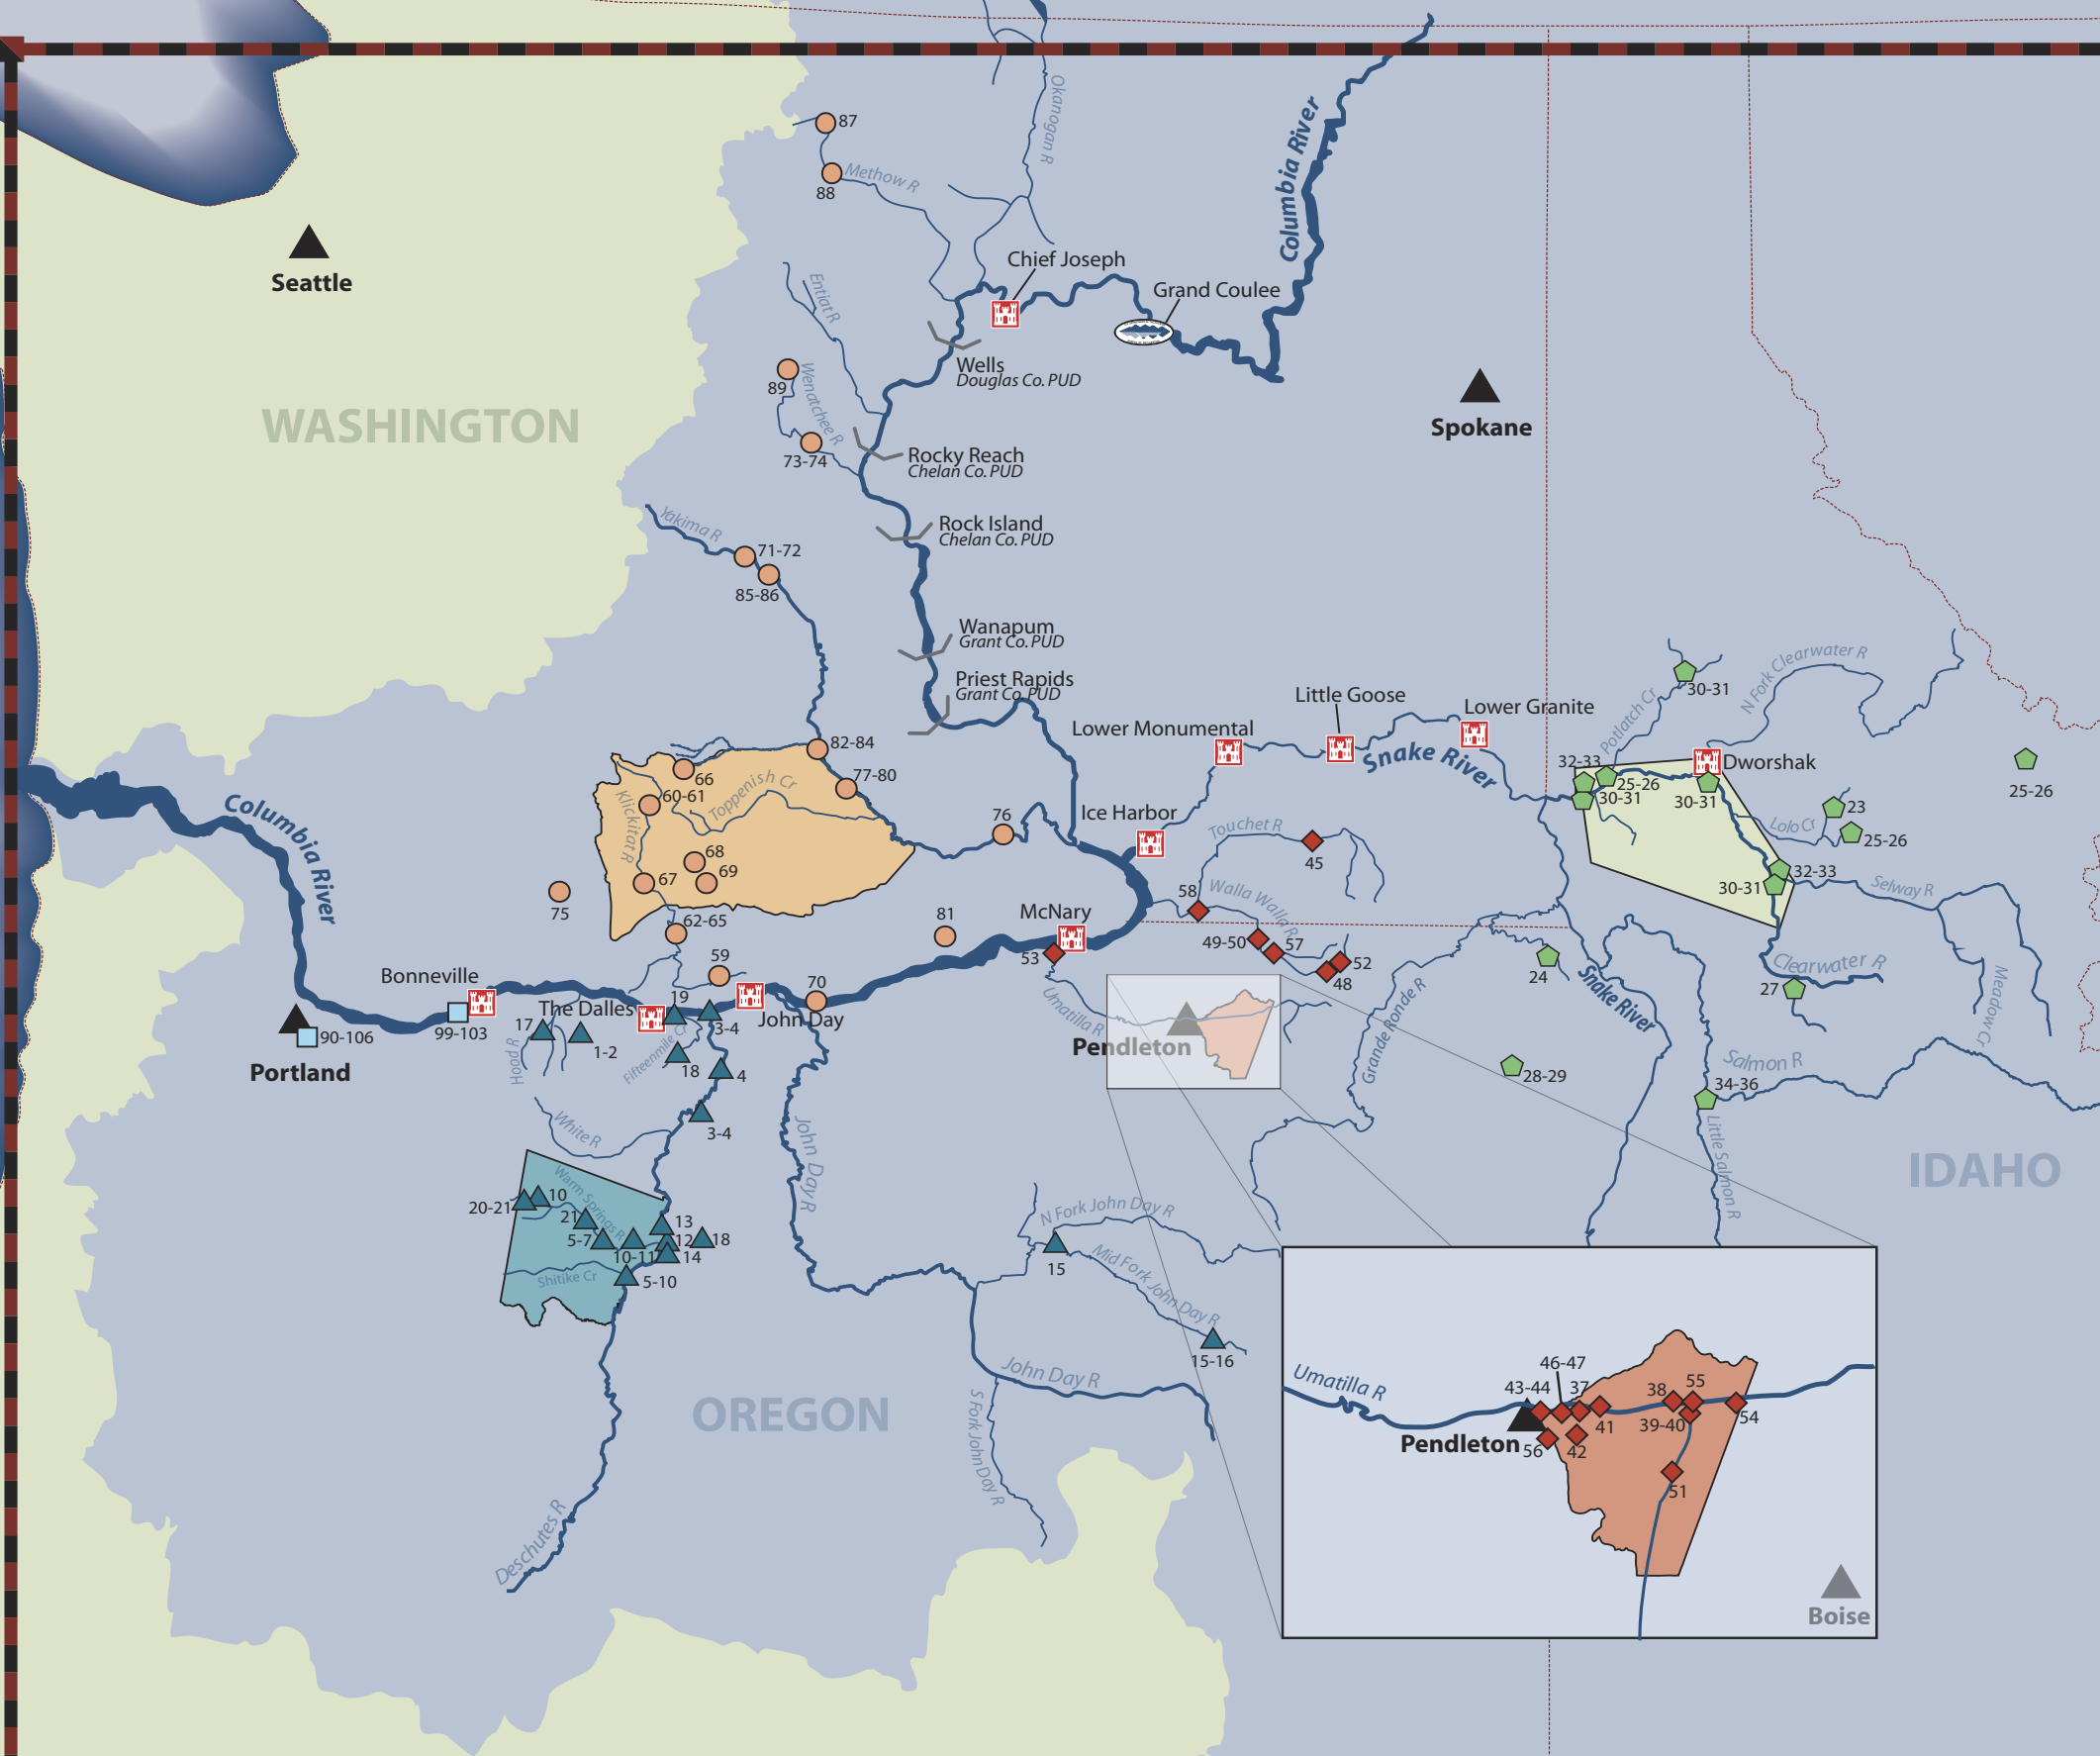 87
Okanogan R
Columbia River
Methow R
88
Seattle
Chief Joseph
Grand Coulee
Entiat R
Wells
Douglas Co. PUD
89
Wenatchee R
WASHINGTON
Spokane
73-74
Rocky Reach
Chelan Co. PUD
Yakima R
Rock Island
Chelan Co. PUD
71-72
85-86
Wanapum
Grant Co. PUD
Priest Rapids
Grant Co. PUD
Lower Monumental
Little Goose
Lower Granite
Snake River
Potlatch Cr
30-31
N Fork Clearwater R
82-84
66
60-61
Toppenish Cr
77-80
Klickitat R
32-33
25-26
30-31
Dworshak
30-31
25-26
23
Lolo Cr
25-26
Columbia River
76
Ice Harbor
Touchet R
45
68
69
67
75
62-65
81
McNary
53
58
Walla Walla R
49-50
57
52
48
32-33
30-31
Selway R
24
Snake River
Clearwater R
27
Meadow Cr
Bonneville
59
70
The Dalles
19
John Day
3-4
90-106
99-103
Portland
17
1-2
Hood R
Fifteenmile Cr
18
4
3-4
White R
Umatilla R
Pendleton
Grande Ronde R
28-29
34-36
Salmon R
Little Salmon R
IDAHO
John Day R
Warm Springs R
20-21
10
21
5-7
10-11
13
12
18
14
Shitike Cr
5-10
N Fork John Day R
15
Mid Fork John Day R
15-16
John Day R
S Fork John Day R
OREGON
Deschutes R
Umatilla R
46-47
43-44
37
38
55
Pendleton
56
42
41
39-40
54
51
Boise